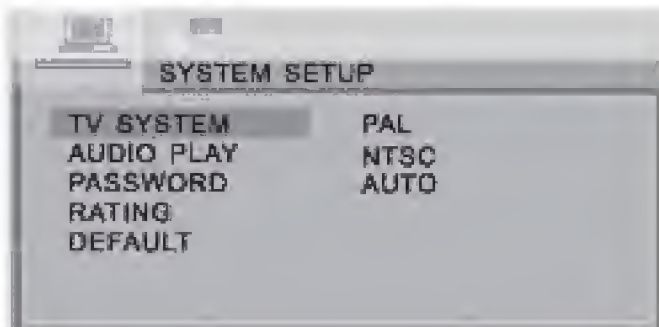 SYSTEM SETUP
TV SYSTEM PAL
AUDIO PLAY NTSC
PASSWORD AUTO
RATING
DEFAULT